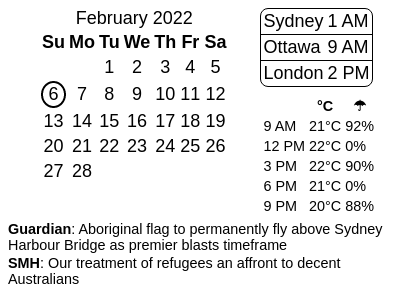 February 2022
Su Mo Tu We Th Fr Sa
1 2 3 4 5
6 7 8 9 10 11 12
13 14 15 16 17 18 19
20 21 22 23 24 25 26
27 28
Sydney 1 AM
Ottawa 9 AM
London 2 PM
°C ☂
9 AM 21°C 92%
12 PM 22°C 0%
3 PM 22°C 90%
6 PM 21°C 0%
9 PM 20°C 88%
Guardian: Aboriginal flag to permanently fly above Sydney
Harbour Bridge as premier blasts timeframe
SMH: Our treatment of refugees an affront to decent
Australians